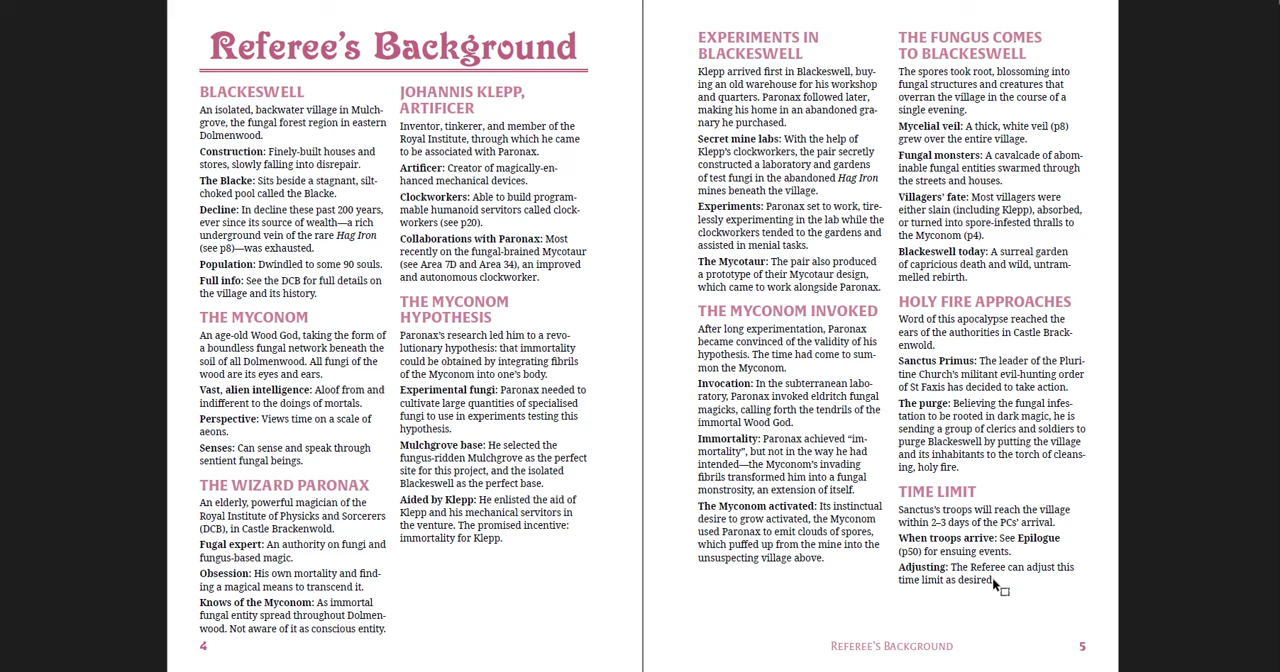 Referee's Background
BLACKESWELL
An isolated, backwater village in Mulch-
grove, the fungal forest region in eastern
Dolmenwood.
Construction: Finely-built houses and
stores, slowly falling into disrepair.
The Blacke: Sits beside a stagnant, silt-
choked pool called the Blacke.
Decline: In decline these past 200 years,
ever since its source of wealth—a rich
underground vein of the rare Hag Iron
(see p8)—was exhausted.
Population: Dwindled to some 90 souls.
Full info: See the DCB for full details on
the village and its history.
THE MYCONOM
An age-old Wood God, taking the form of
a boundless fungal network beneath the
soil of all Dolmenwood. All fungi of the
wood are its eyes and ears.
Vast, alien intelligence: Aloof from and
indifferent to the doings of mortals.
Perspective: Views time on a scale of
aeons.
Senses: Can sense and speak through
sentient fungal beings.
THE WIZARD PARONAX
An elderly, powerful magician of the
Royal Institute of Physics and Sorcerers
(DCB), in Castle Brackenwold.
Fugal expert: An authority on fungi and
fungus-based magic.
Obsession: His own mortality and find-
ing a magical means to transcend it.
Knows of the Myconom: As immortal
fungal entity spread throughout Dolmen-
wood. Not aware of it as conscious entity.
JOHANNIS KLEPP,
ARTIFICER
Inventor, tinkerer, and member of the
Royal Institute, through which he came
to be associated with Paronax.
Artificer: Creator of magically-en-
hanced mechanical devices.
Clockworkers: Able to build program-
mable humanoid servitors called clock-
workers (see p20).
Collaborations with Paronax: Most
recently on the fungal-brained Mycotaur
(see Area 7D and Area 34), an improved
and autonomous clockworker.
THE MYCONOM
HYPOTHESIS
Paronax's research led him to a revo-
lutionary hypothesis: that immortality
could be obtained by integrating fibrils
of the Myconom into one's body.
Experimental fungi: Paronax needed to
cultivate large quantities of specialised
fungi to use in experiments testing this
hypothesis.
Mulchgrove base: He selected the
fungus-ridden Mulchgrove as the perfect
site for this project, and the isolated
Blackeswell as the perfect base.
Aided by Klepp: He enlisted the aid of
Klepp and his mechanical servitors in
the venture. The promised incentive:
immortality for Klepp.
4
EXPERIMENTS IN
BLACKESWELL
Klepp arrived first in Blackeswell, buy-
ing an old warehouse for his workshop
and quarters. Paronax followed later,
making his home in an abandoned gra-
nary he purchased.
Secret mine labs: With the help of
Klepp's clockworkers, the pair secretly
constructed a laboratory and gardens
of test fungi in the abandoned Hag Iron
mines beneath the village.
Experiments: Paronax set to work, tire-
lessly experimenting in the lab while the
clockworkers tended to the gardens and
assisted in menial tasks.
The Mycotaur: The pair also produced
a prototype of their Mycotaur design,
which came to work alongside Paronax.
THE MYCONOM INVOKED
After long experimentation, Paronax
became convinced of the validity of his
hypothesis. The time had come to sum-
mon the Myconom.
Invocation: In the subterranean labo-
ratory, Paronax invoked eldritch fungal
magicks, calling forth the tendrils of the
immortal Wood God.
Immortality: Paronax achieved “im-
mortality”, but not in the way he had
intended—the Myconom's invading
fibrils transformed him into a fungal
monstrosity, an extension of itself.
The Myconom activated: Its instinctual
desire to grow activated, the Myconom
used Paronax to emit clouds of spores,
which puffed up from the mine into the
unsuspecting village above.
THE FUNGUS COMES
TO BLACKESWELL
The spores took root, blossoming into
fungal structures and creatures that
overran the village in the course of a
single evening.
Mycelial veil: A thick, white veil (p8)
grew over the entire village.
Fungal monsters: A cavalcade of abom-
inable fungal entities swarmed through
the streets and houses.
Villagers' fate: Most villagers were
either slain (including Klepp), absorbed,
or turned into spore-infested thralls to
the Myconom (p4).
Blackeswell today: A surreal garden
of capricious death and wild, untram-
melled rebirth.
HOLY FIRE APPROACHES
Word of this apocalypse reached the
ears of the authorities in Castle Brack-
enwold.
Sanctus Primus: The leader of the Pluri-
tine Church's militant evil-hunting order
of St Faxis has decided to take action.
The purge: Believing the fungal infes-
tation to be rooted in dark magic, he is
sending a group of clerics and soldiers to
purge Blackeswell by putting the village
and its inhabitants to the torch of cleans-
ing, holy fire.
TIME LIMIT
Sanctus's troops will reach the village
within 2–3 days of the PCs' arrival.
When troops arrive: See Epilogue
(p50) for ensuing events.
Adjusting: The Referee can adjust this
time limit as desired.
Referee's Background
5